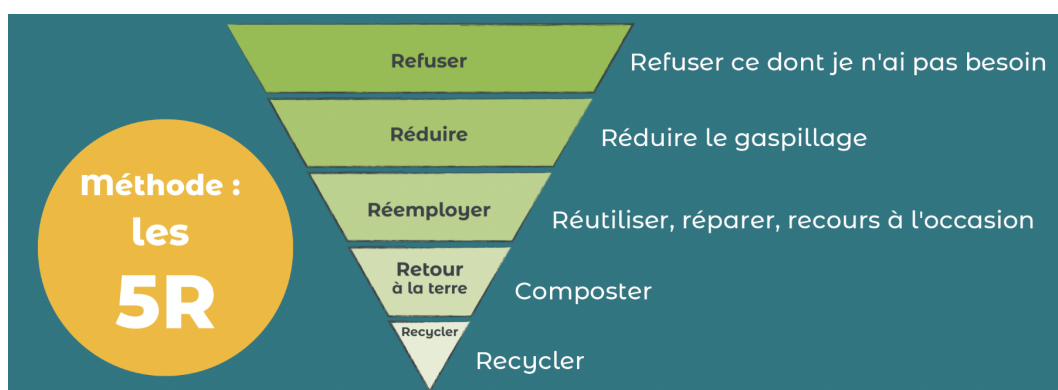 Méthode :
les
5R
Refuser
Refuser ce dont je n'ai pas besoin
Réduire
Réduire le gaspillage
Réemployer
Réutiliser, réparer, recours à l'occasion
Retour
à la terre
Composter
Recycler
Recycler